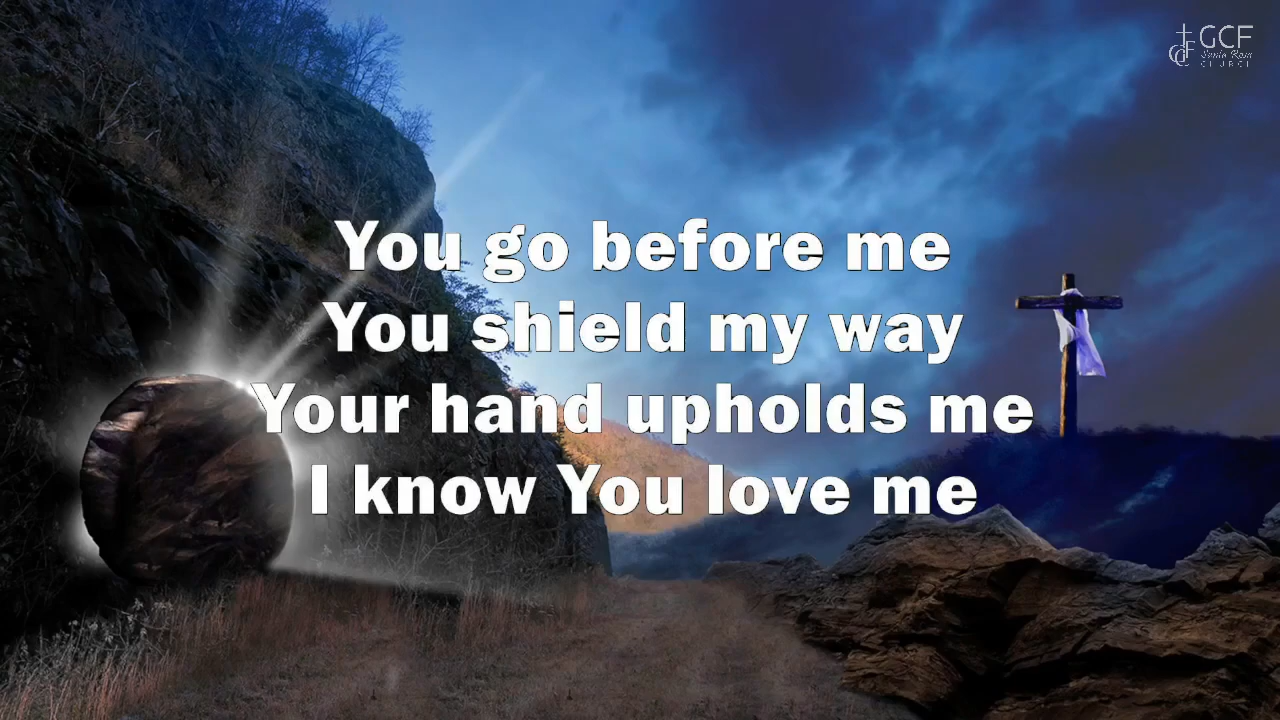 You go before me
You shield my way
Your hand upholds me
I know You love me
GCF
Santa Rosa
CHURCH